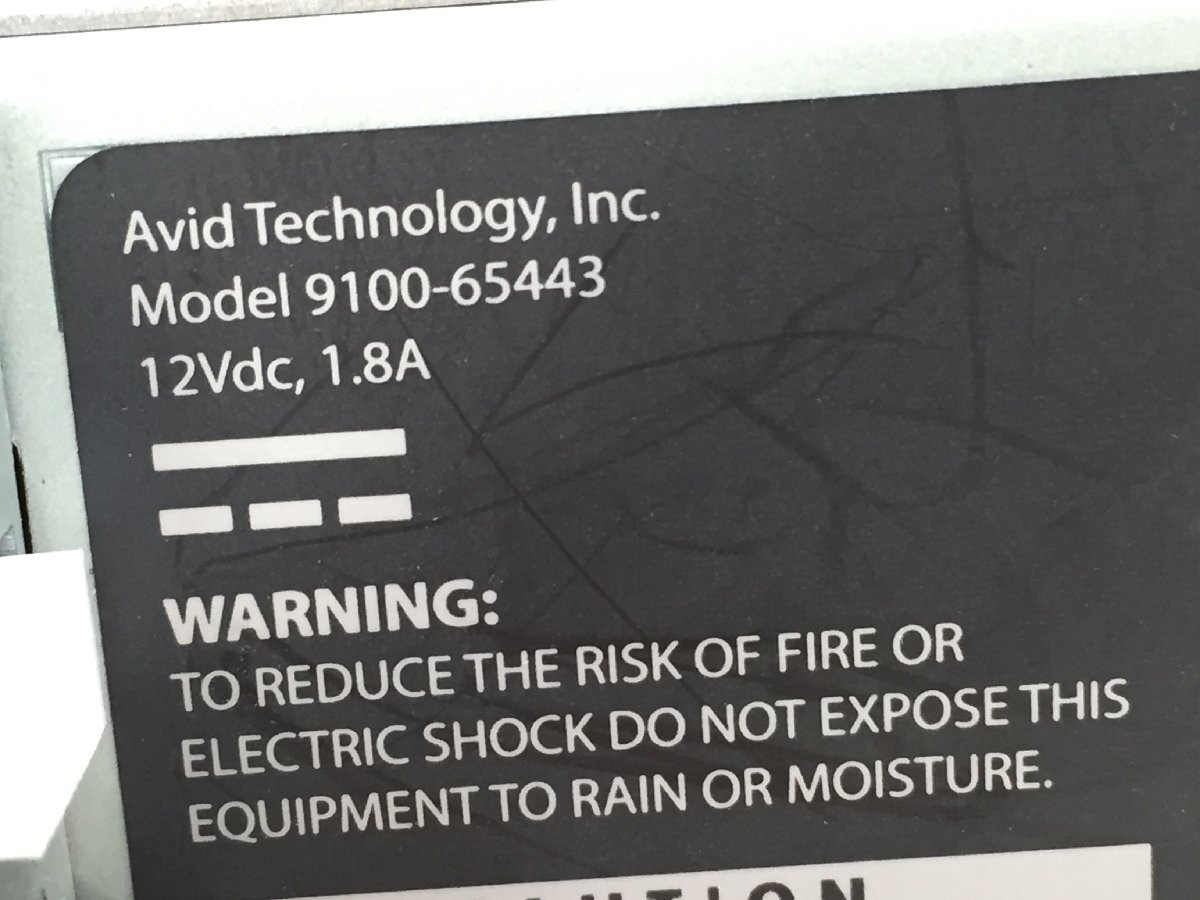 Avid Technology, Inc.
Model 9100-65443
12Vdc, 1.8A
WARNING:
TO REDUCE THE RISK OF FIRE OR
ELECTRIC SHOCK DO NOT EXPOSE THIS
EQUIPMENT TO RAIN OR MOISTURE.